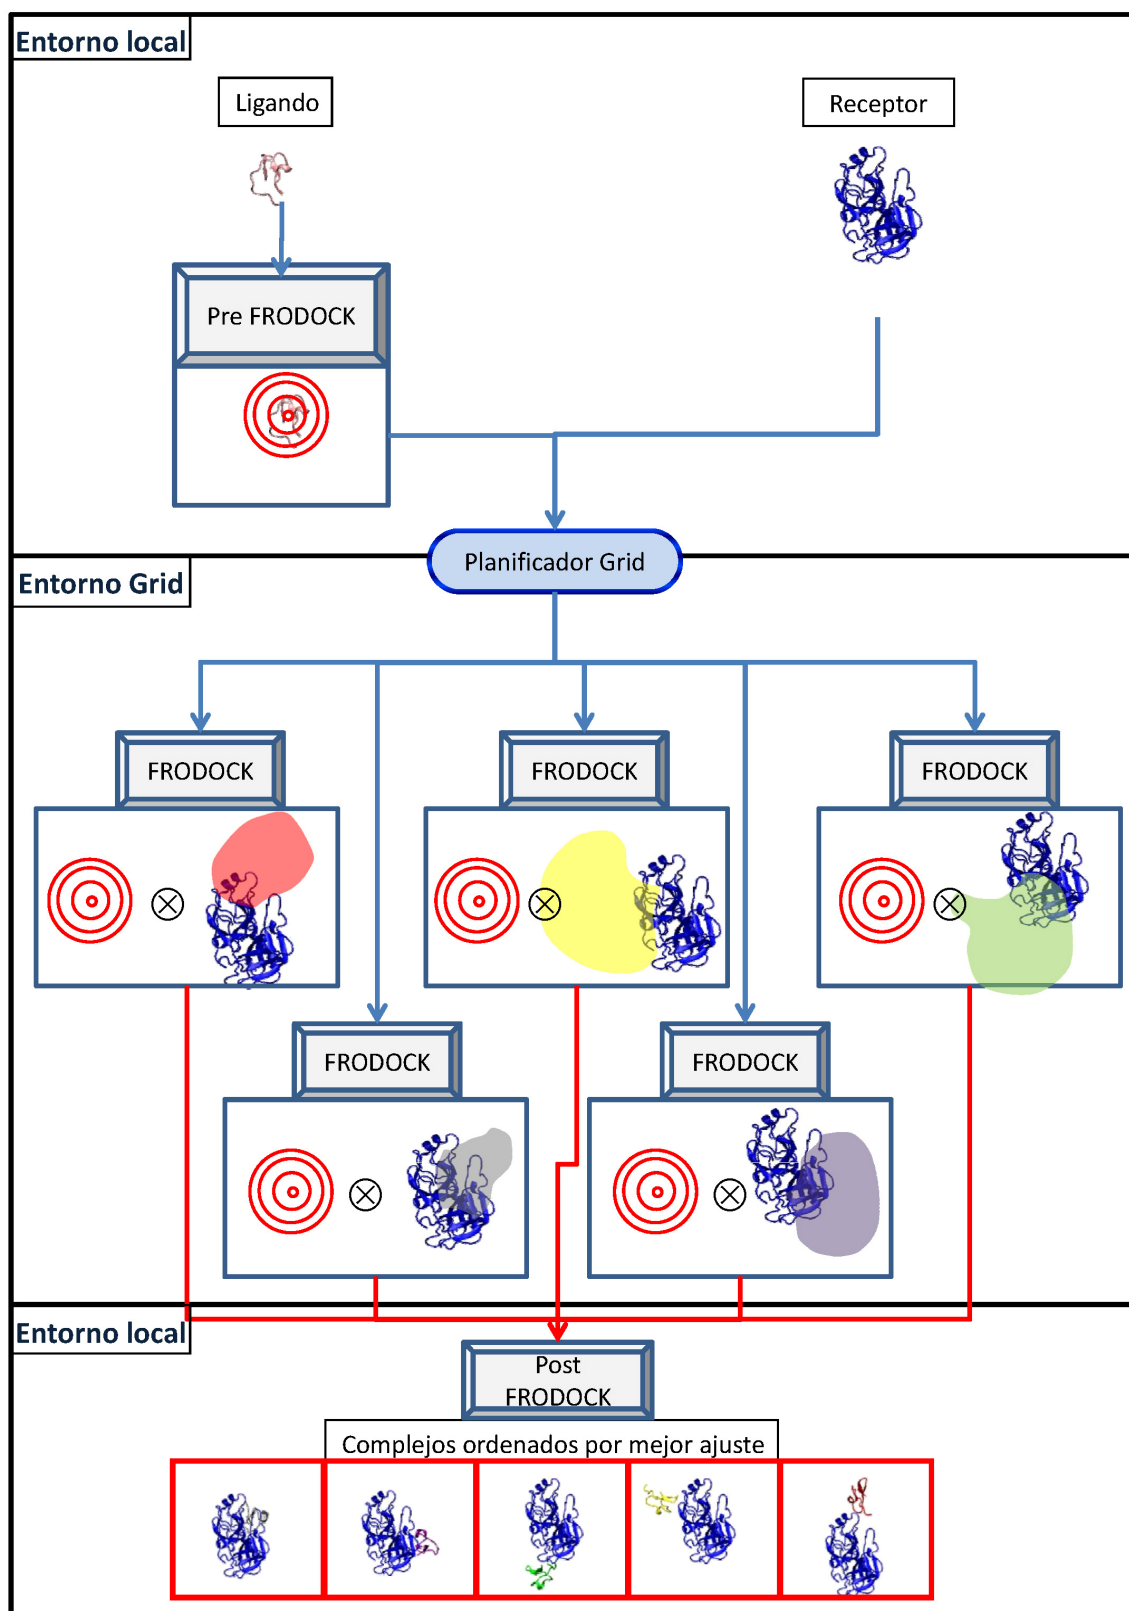 Entorno local
Ligando
Receptor
Pre FRODOCK
Planificador Grid
Entorno Grid
FRODOCK
FRODOCK
FRODOCK
FRODOCK
FRODOCK
Entorno local
Post
FRODOCK
Complejos ordenados por mejor ajuste